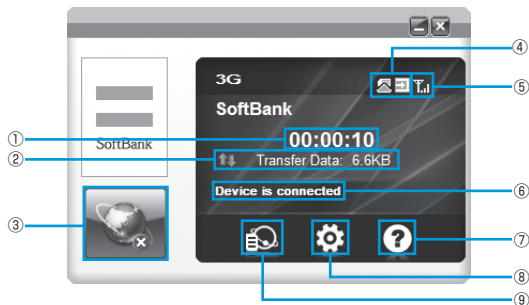 ④
3G
⑤
SoftBank
① 00:00:10
SoftBank
② Transfer Data: 6.6KB
Device is connected ⑥
③
? ⑦
⑧
⑨